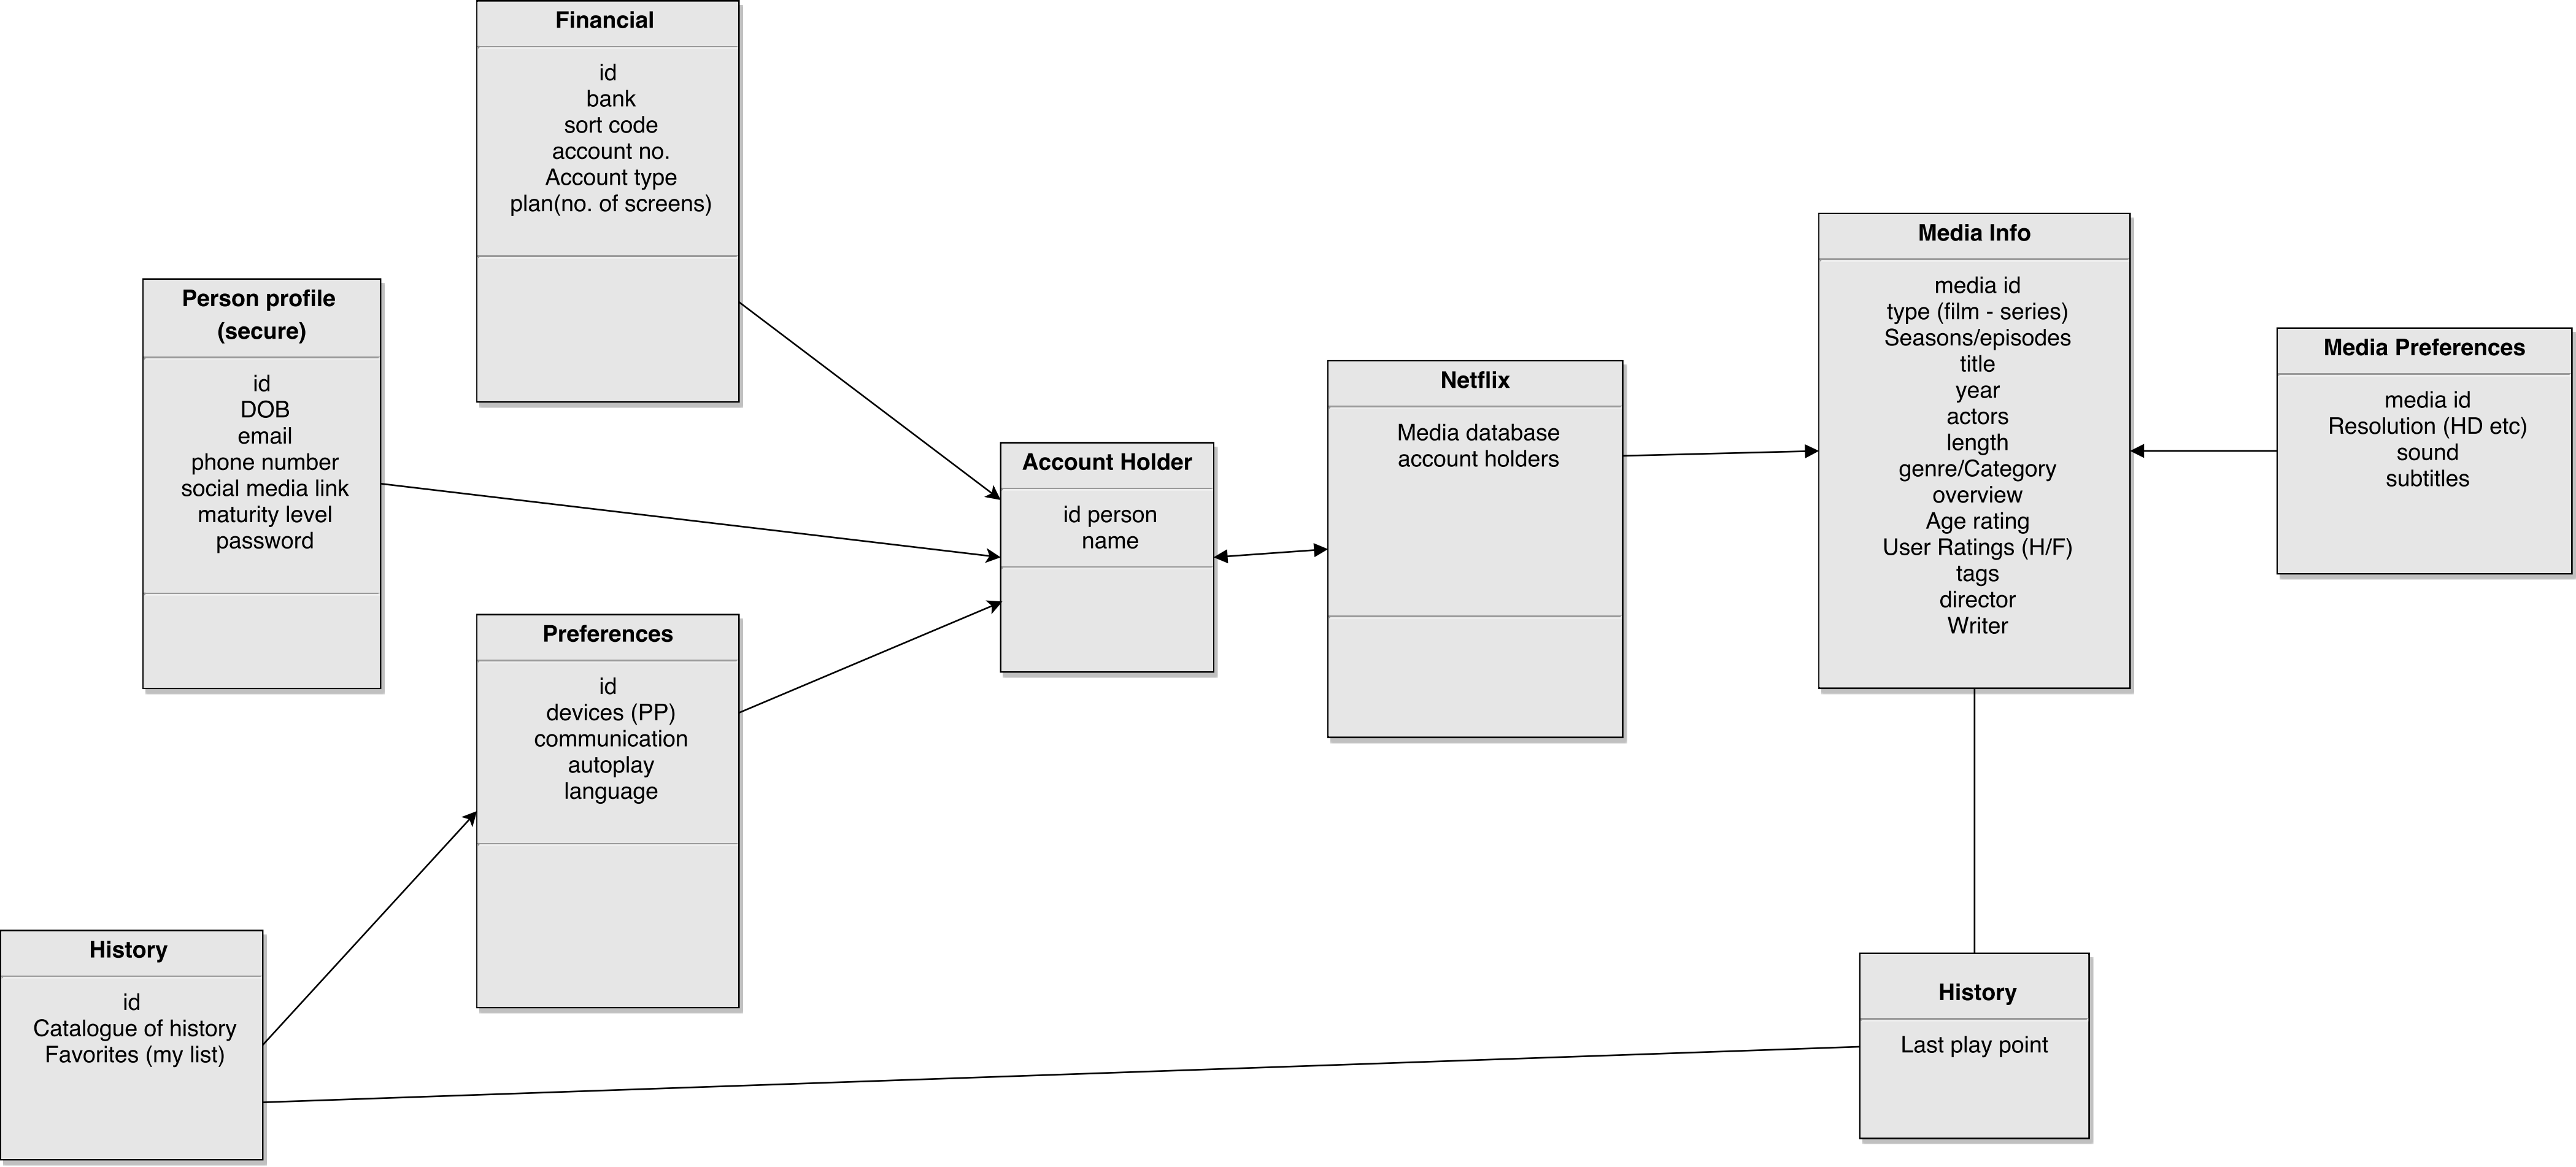 Financial
id
bank
sort code
account no.
Account type
plan(no. of screens)
Person profile
(secure)
id
DOB
email
phone number
social media link
maturity level
password
Preferences
id
devices (PP)
communication
autoplay
language
History
id
Catalogue of history
Favorites (my list)
Account Holder
id person
name
Netflix
Media database
account holders
Media Info
media id
type (film - series)
Seasons/episodes
title
year
actors
length
genre/Category
overview
Age rating
User Ratings (H/F)
tags
director
Writer
Media Preferences
media id
Resolution (HD etc)
sound
subtitles
History
Last play point